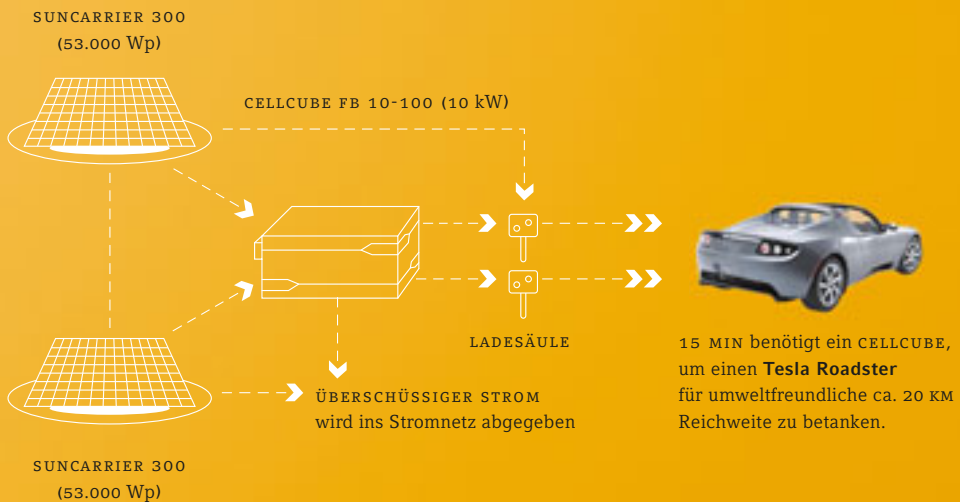 SUNCARRIER 300
(53.000 Wp)
CELLCUBE FB 10-100 (10 kW)
LADESÄULE
ÜBERSCHÜSSIGER STROM
wird ins Stromnetz abgegeben
15 MIN benötigt ein CELLCUBE,
um einen Tesla Roadster
für umweltfreundliche ca. 20 KM
Reichweite zu betanken.
SUNCARRIER 300
(53.000 Wp)